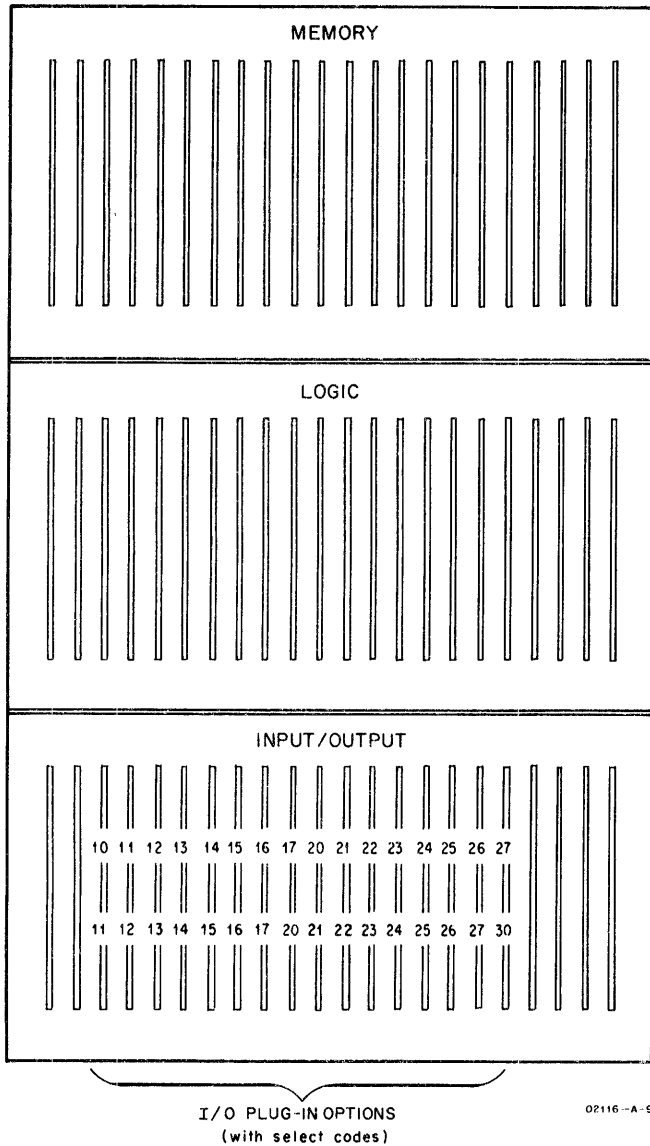 MEMORY
LOGIC
INPUT/OUTPUT
10 11 12 13 14 15 16 17 20 21 22 23 24 25 26 27
11 12 13 14 15 16 17 20 21 22 23 24 25 26 27 30
I/O PLUG-IN OPTIONS
(with select codes)